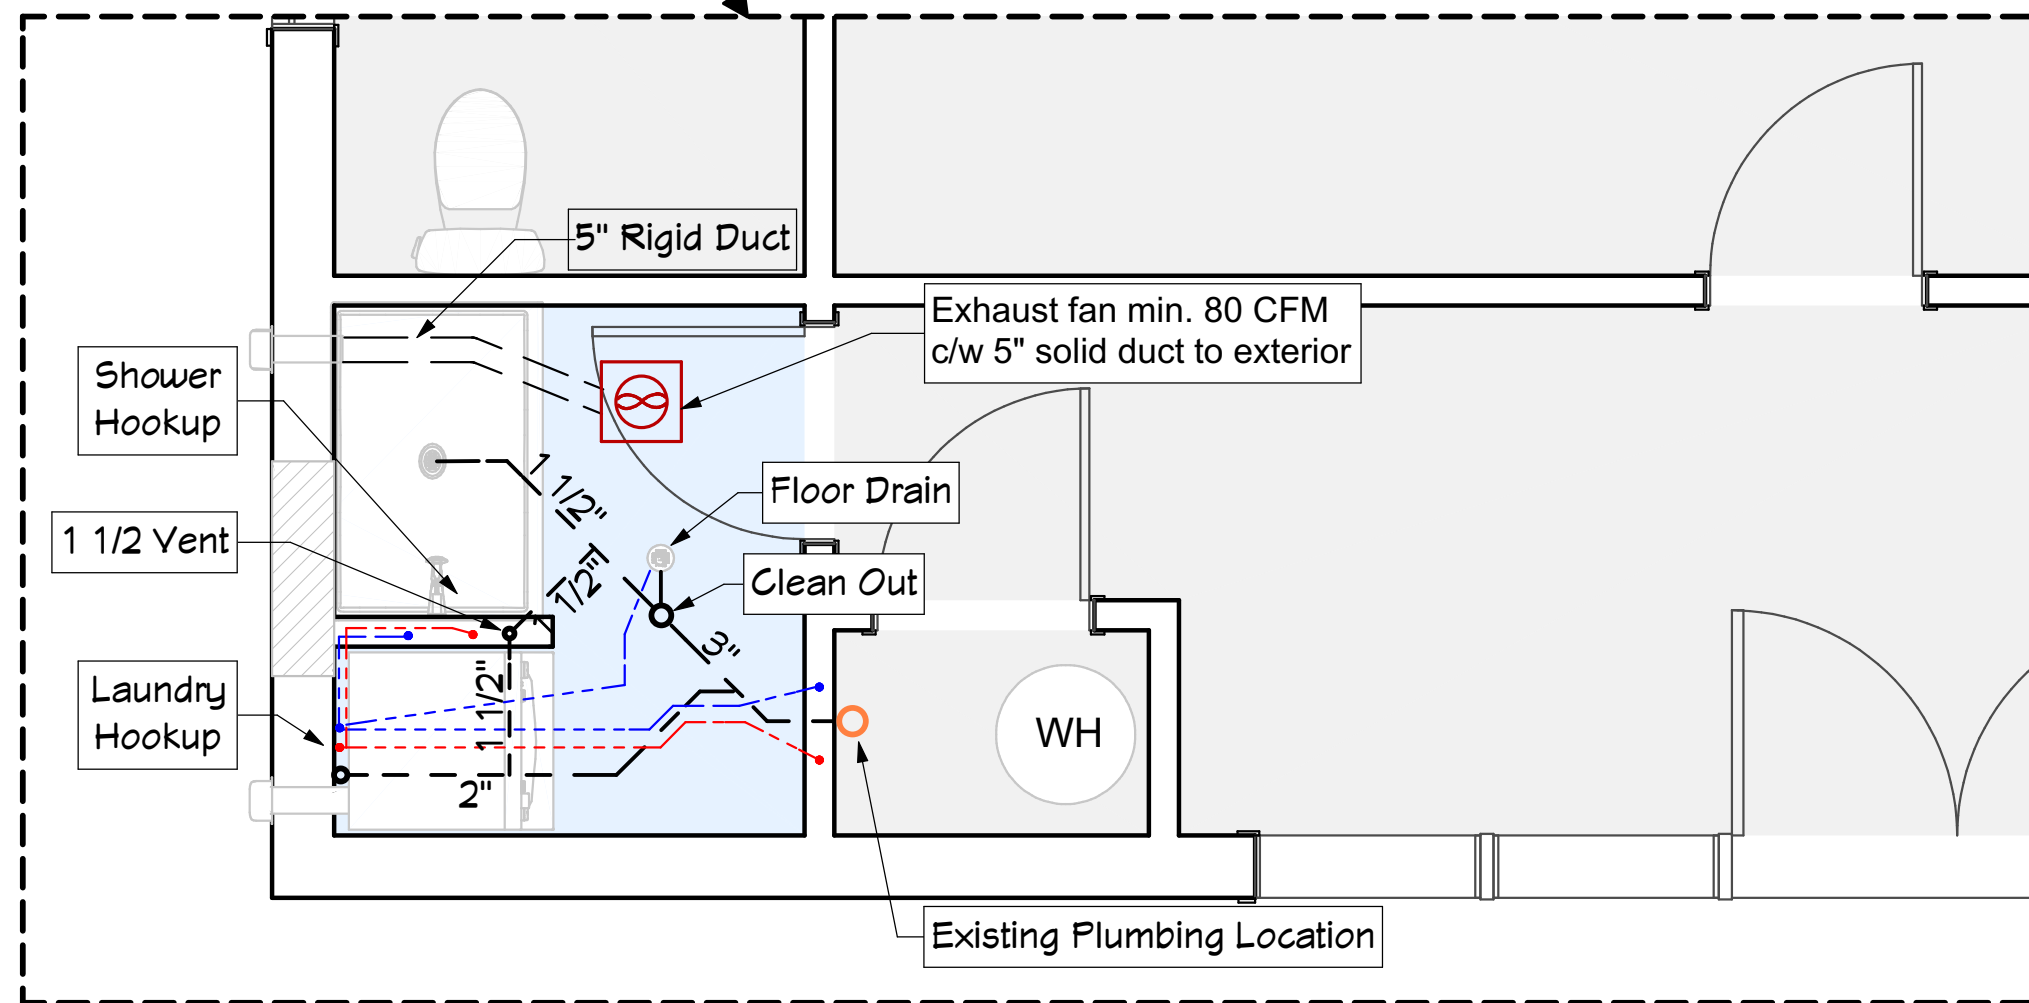 5" Rigid Duct
Exhaust fan min. 80 CFM
c/w 5" solid duct to exterior
Shower
Hookup
1
1/2"
Floor Drain
1 1/2 Vent
1
1/2"
Clean Out
3"
Laundry
Hookup
1 1/2"
WH
2"
Existing Plumbing Location